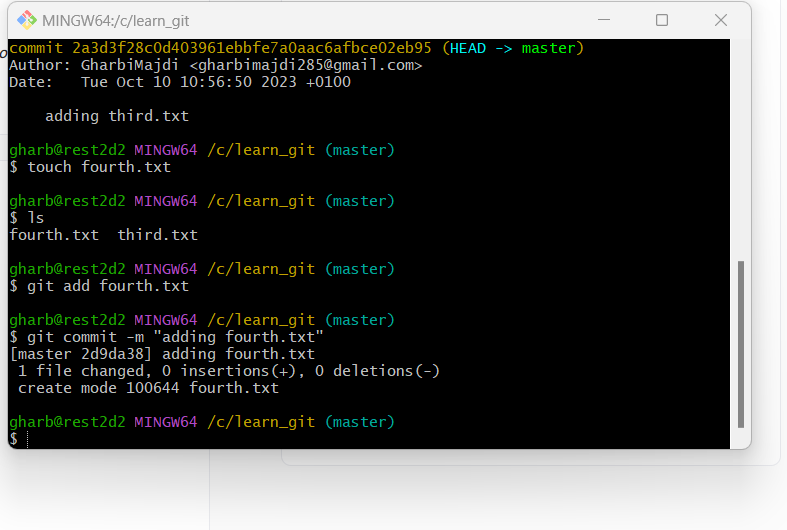 MINGW64:/c/learn_git
commit 2a3d3f28c0d403961ebbfe7a0aac6afbce02eb95 (HEAD -> master)
Author: GharbiMajdi <gharbimajdi285@gmail.com>
Date:   Tue Oct 10 10:56:50 2023 +0100
    adding third.txt
gharb@rest2d2 MINGW64 /c/learn_git (master)
$ touch fourth.txt
gharb@rest2d2 MINGW64 /c/learn_git (master)
$ ls
fourth.txt  third.txt
gharb@rest2d2 MINGW64 /c/learn_git (master)
$ git add fourth.txt
gharb@rest2d2 MINGW64 /c/learn_git (master)
$ git commit -m "adding fourth.txt"
[master 2d9da38] adding fourth.txt
 1 file changed, 0 insertions(+), 0 deletions(-)
 create mode 100644 fourth.txt
gharb@rest2d2 MINGW64 /c/learn_git (master)
$